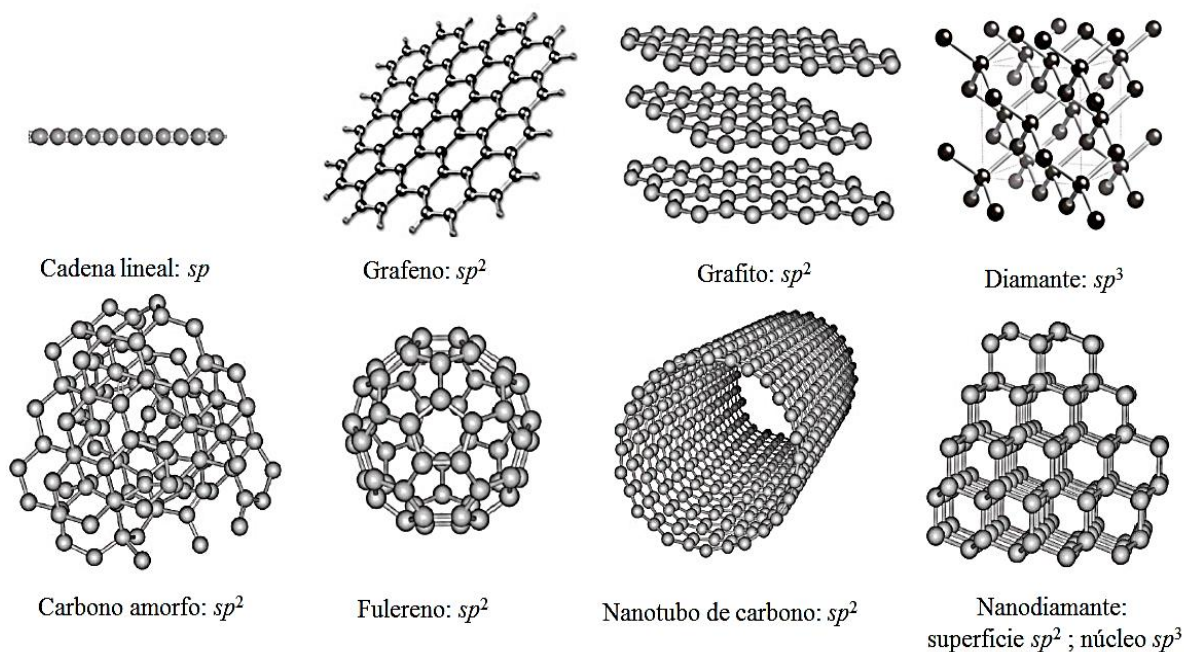 Cadena lineal: sp
Grafeno: sp²
Grafito: sp²
Diamante: sp³
Carbono amorfo: sp²
Fulereno: sp²
Nanotubo de carbono: sp²
Nanodiamante:
superfície sp² ; núcleo sp³